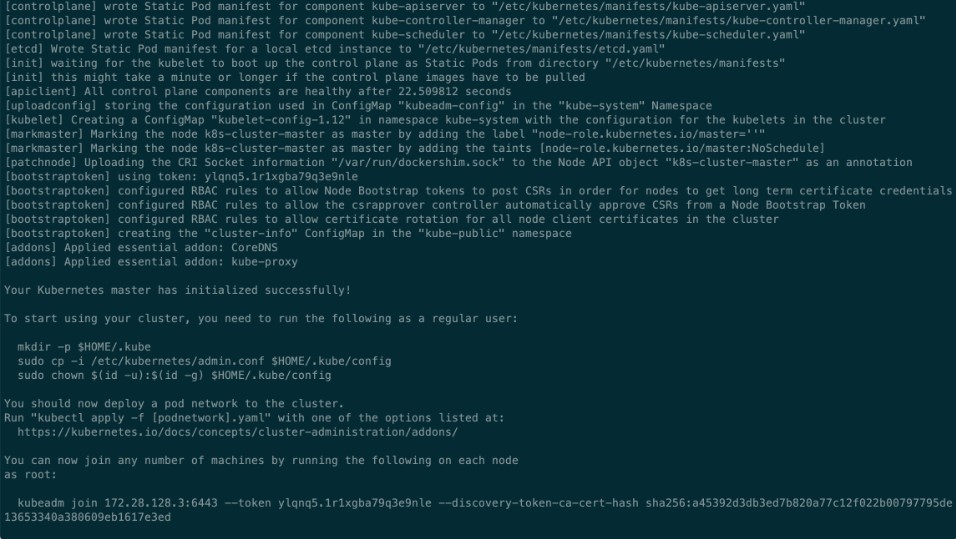 [controlplane] wrote Static Pod manifest for component kube-apiserver to "/etc/kubernetes/manifests/kube-apiserver.yaml"
[controlplane] wrote Static Pod manifest for component kube-controller-manager to "/etc/kubernetes/manifests/kube-controller-manager.yaml"
[controlplane] wrote Static Pod manifest for component kube-scheduler to "/etc/kubernetes/manifests/kube-scheduler.yaml"
[etcd] Wrote Static Pod manifest for a local etcd instance to "/etc/kubernetes/manifests/etcd.yaml"
[init] waiting for the kubelet to boot up the control plane as Static Pods from directory "/etc/kubernetes/manifests"
[init] this might take a minute or longer if the control plane images have to be pulled
[apiclient] All control plane components are healthy after 22.509812 seconds
[uploadconfig] storing the configuration used in ConfigMap "kubeadm-config" in the "kube-system" Namespace
[kubelet] Creating a ConfigMap "kubelet-config-1.12" in namespace kube-system with the configuration for the kubelets in the cluster
[markmaster] Marking the node k8s-cluster-master as master by adding the label "node-role.kubernetes.io/master=''"
[markmaster] Marking the node k8s-cluster-master as master by adding the taints [node-role.kubernetes.io/master:NoSchedule]
[patchnode] Uploading the CRI Socket information "/var/run/dockershim.sock" to the Node API object "k8s-cluster-master" as an annotation
[bootstraptoken] using token: ylqnq5.1r1xgba79q3e9nle
[bootstraptoken] configured RBAC rules to allow Node Bootstrap tokens to post CSRs in order for nodes to get long term certificate credentials
[bootstraptoken] configured RBAC rules to allow the csrapprover controller automatically approve CSRs from a Node Bootstrap Token
[bootstraptoken] configured RBAC rules to allow certificate rotation for all node client certificates in the cluster
[bootstraptoken] creating the "cluster-info" ConfigMap in the "kube-public" namespace
[addons] Applied essential addon: CoreDNS
[addons] Applied essential addon: kube-proxy
Your Kubernetes master has initialized successfully!
To start using your cluster, you need to run the following as a regular user:
mkdir -p $HOME/.kube
sudo cp -i /etc/kubernetes/admin.conf $HOME/.kube/config
sudo chown $(id -u):$(id -g) $HOME/.kube/config
You should now deploy a pod network to the cluster.
Run "kubectl apply -f [podnetwork].yaml" with one of the options listed at:
https://kubernetes.io/docs/concepts/cluster-administration/addons/
You can now join any number of machines by running the following on each node
as root:
kubeadm join 172.28.128.3:6443 --token ylqnq5.1r1xgba79q3e9nle --discovery-token-ca-cert-hash sha256:a45392d3db3ed7b820a77c12f022b00797795de
13653340a380609eb1617e3ed